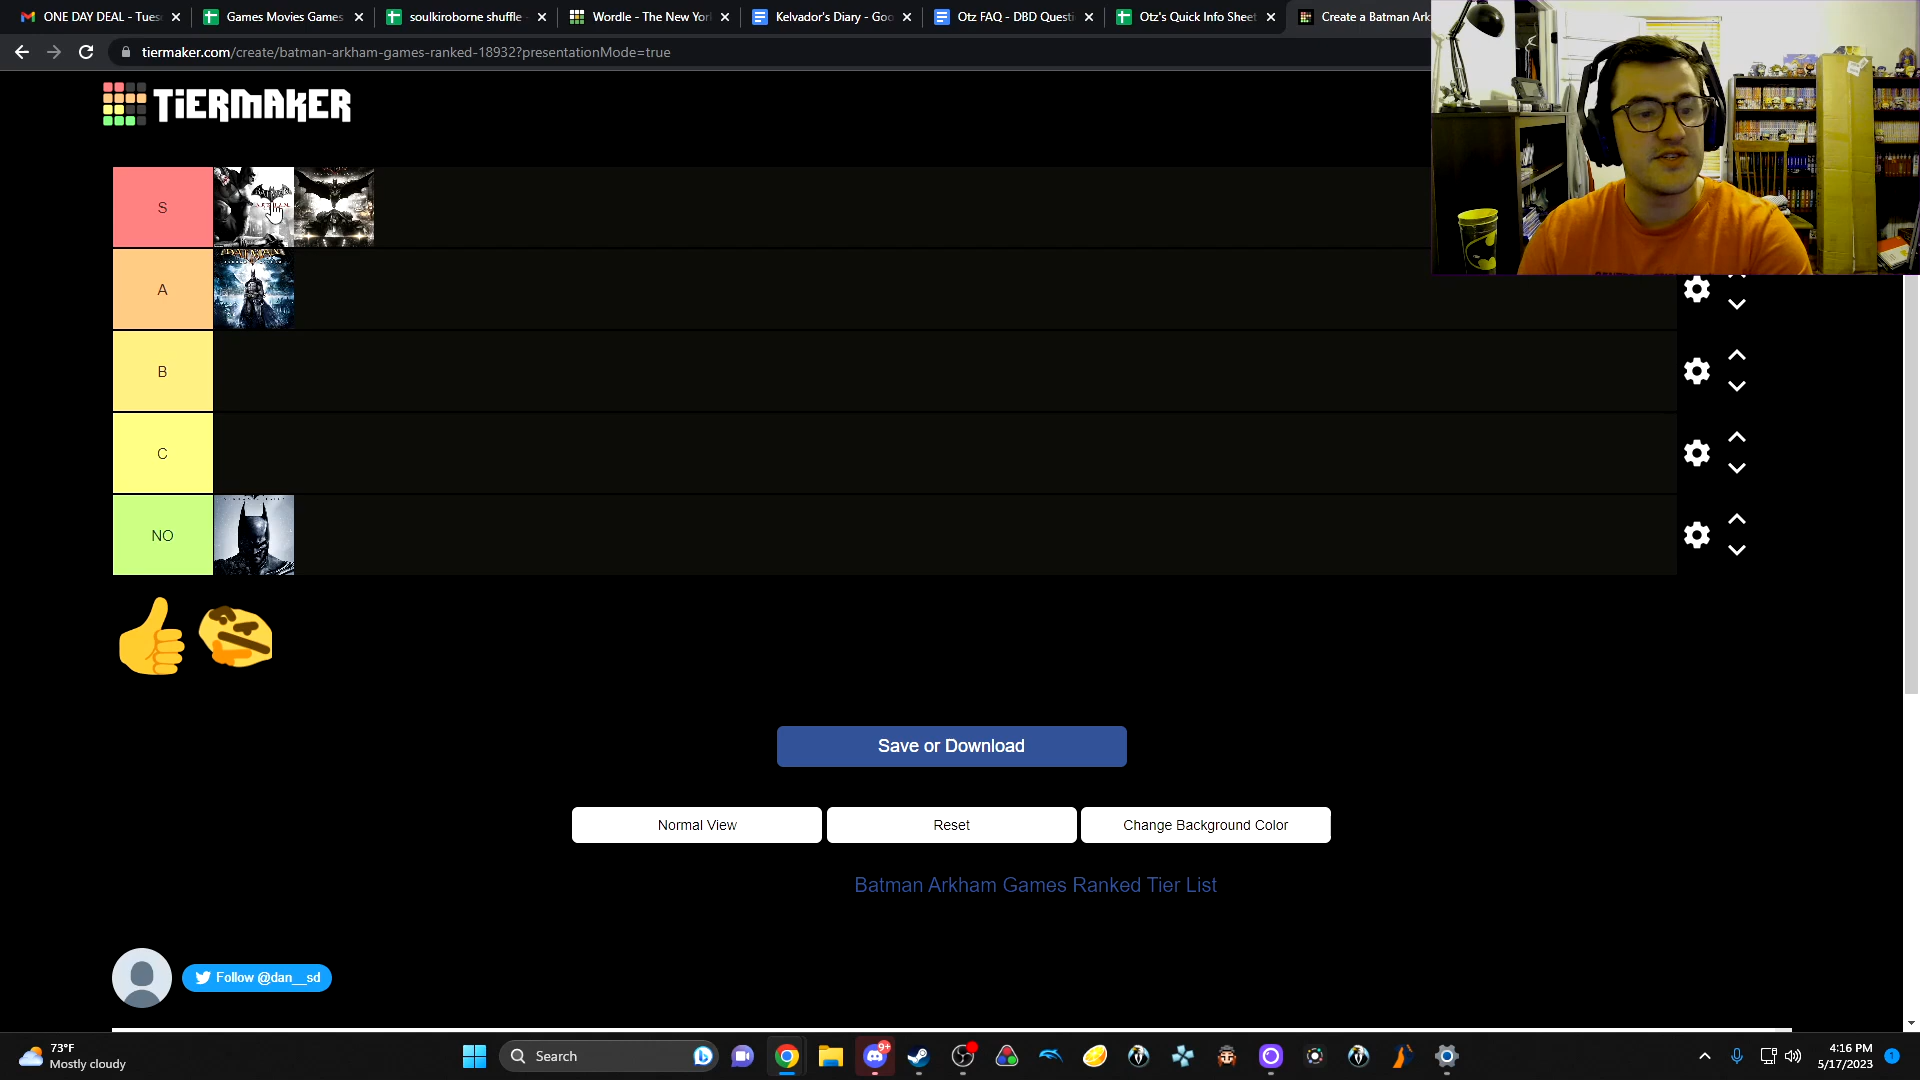 ONE DAY DEAL - Tues
Games Movies Games
soulkiroborne shuffle -
Wordle - The New Yor
Kelvador's Diary - Goo
Otz FAQ - DBD Questi
Otz's Quick Info Sheet
Create a Batman Ark
tiermaker.com/create/batman-arkham-games-ranked-18932?presentationMode=true
TiERMAKER
S
A
B
C
NO
Save or Download
Normal View
Reset
Change Background Color
Batman Arkham Games Ranked Tier List
Follow @dan__sd
73°F
Mostly cloudy
Search
9+
4:16 PM
5/17/2023
1